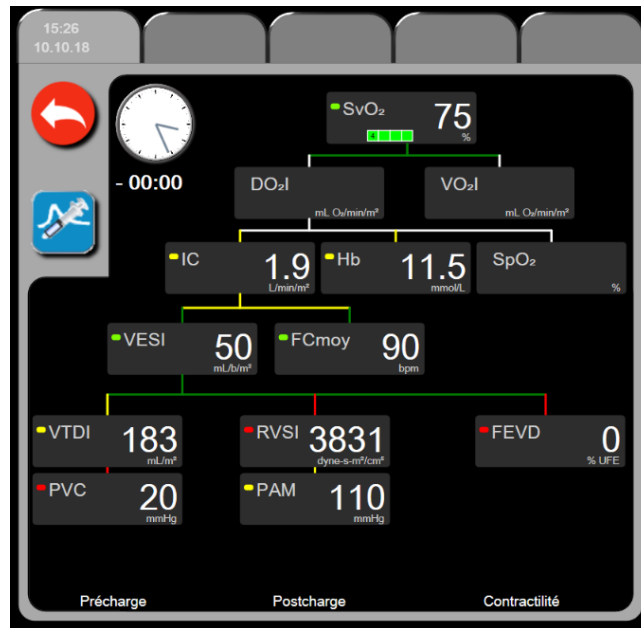 15:26
10.10.18
- 00:00
SvO₂ 75
4
%
DO₂I
mL O₂/min/m²
VO₂I
mL O₂/min/m²
IC 1.9
L/min/m²
Hb 11.5
mmol/L
SpO₂
%
VESI 50
mL/b/m²
FCmoy 90
bpm
VTDI 183
mL/m²
RVSI 3831
dyne-s-m²/cm⁵
FEVD 0
% UFE
PVC 20
mmHg
PAM 110
mmHg
Précharge
Postcharge
Contractilité